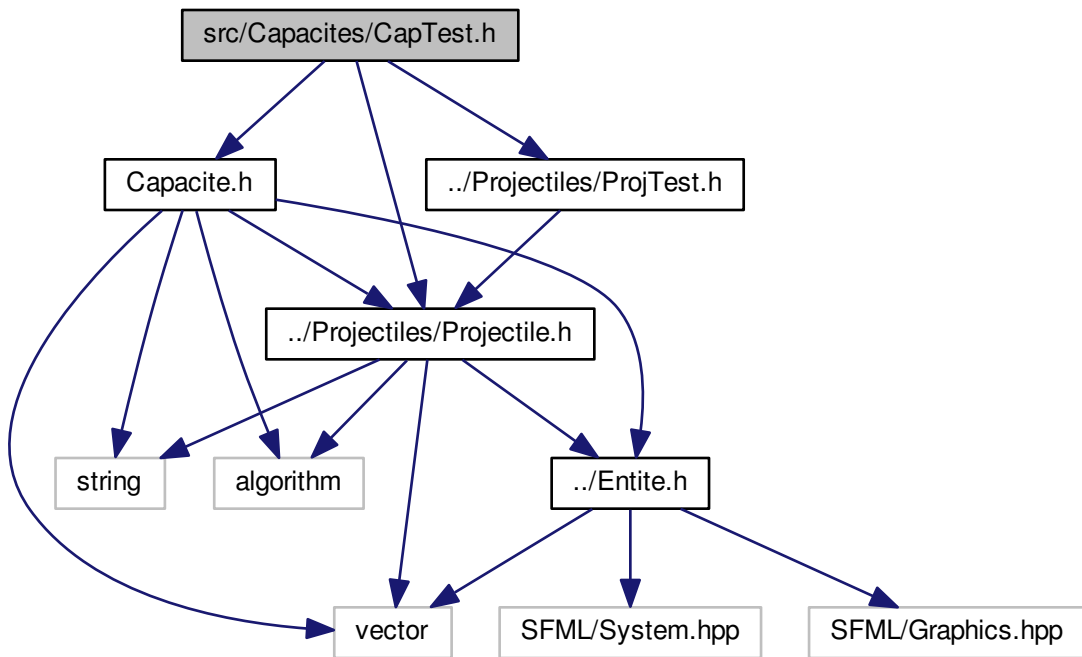 src/Capacites/CapTest.h
Capacite.h
../Projectiles/ProjTest.h
../Projectiles/Projectile.h
string
algorithm
../Entite.h
vector
SFML/System.hpp
SFML/Graphics.hpp